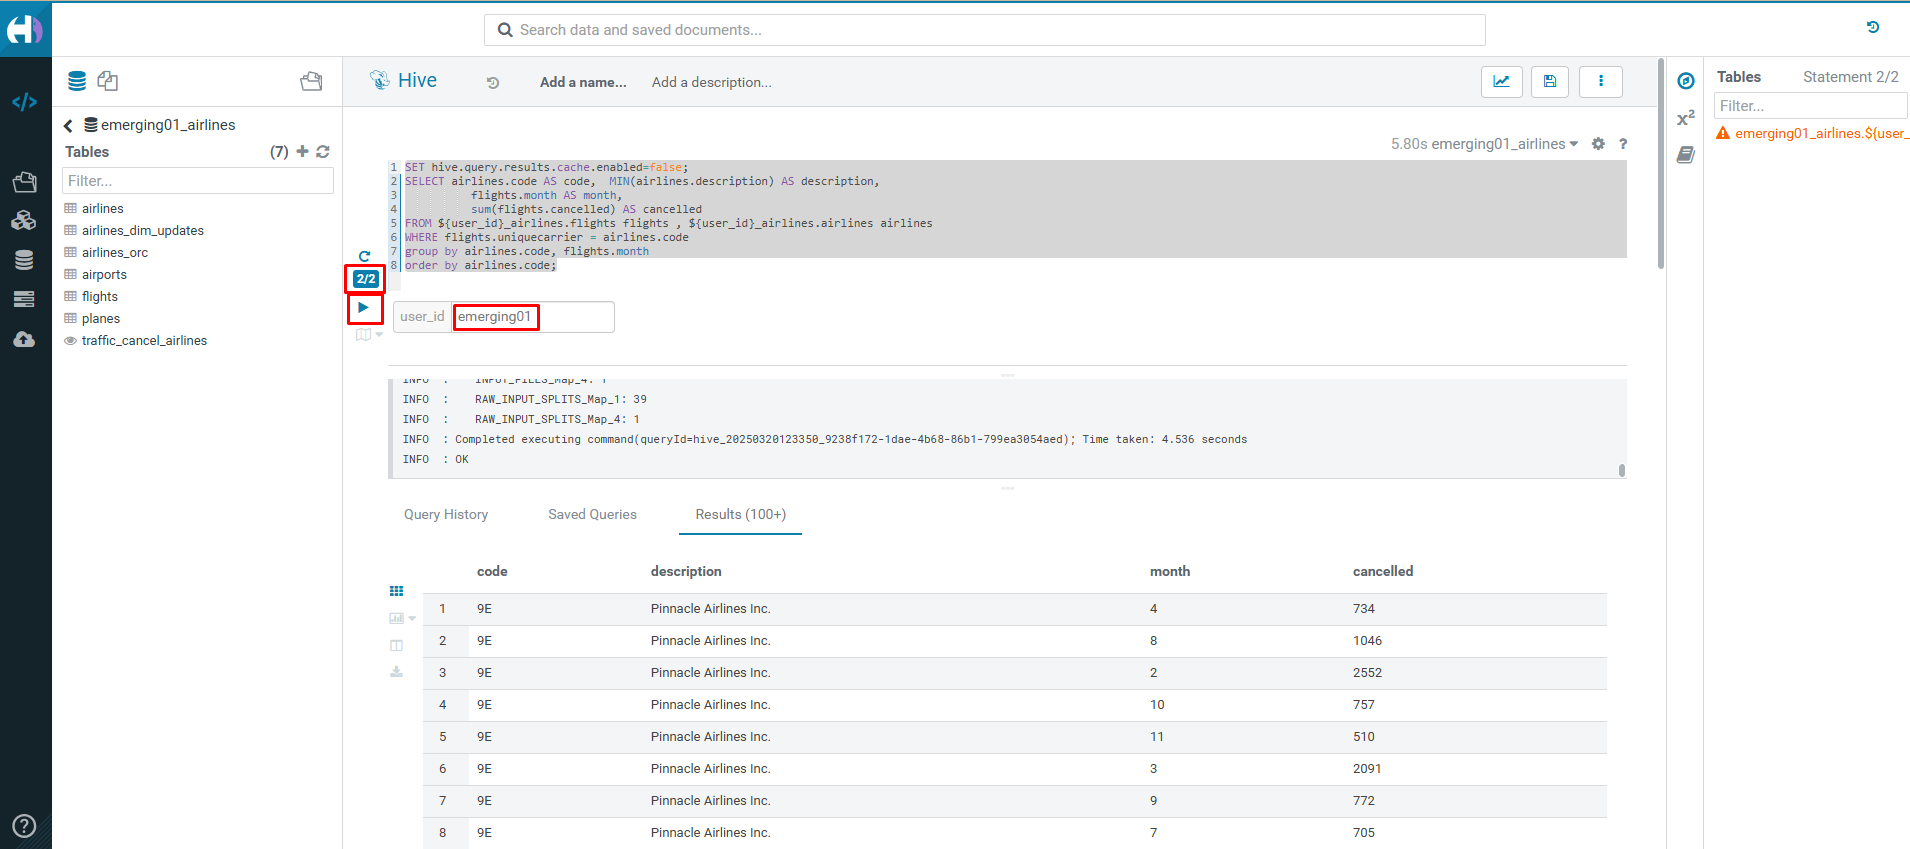 Search data and saved documents...
Hive
Add a name...
Add a description...
Tables
Statement 2/2
Filter...
emerging01_airlines.${user_
emerging01_airlines
Tables
(7)
Filter...
airlines
airlines_dim_updates
airlines_orc
airports
flights
planes
traffic_cancel_airlines
5.80s emerging01_airlines
?
x2
1 SET hive.query.results.cache.enabled=false;
2 SELECT airlines.code AS code,  MIN(airlines.description) AS description,
3 flights.month AS month,
4 sum(flights.cancelled) AS cancelled
5 FROM ${user_id}_airlines.flights flights , ${user_id}_airlines.airlines airlines
6 WHERE flights.uniquecarrier = airlines.code
7 group by airlines.code, flights.month
8 order by airlines.code;
2/2
user_id emerging01
INFO  :    INPUT_FILES_Map_4: 1
INFO  :    RAW_INPUT_SPLITS_Map_1: 39
INFO  :    RAW_INPUT_SPLITS_Map_4: 1
INFO  : Completed executing command(queryId=hive_20250320123350_9238f172-1dae-4b68-86b1-799ea3054aed); Time taken: 4.536 seconds
INFO  : OK
Query History
Saved Queries
Results (100+)
code description month cancelled
1 9E Pinnacle Airlines Inc. 4 734
2 9E Pinnacle Airlines Inc. 8 1046
3 9E Pinnacle Airlines Inc. 2 2552
4 9E Pinnacle Airlines Inc. 10 757
5 9E Pinnacle Airlines Inc. 11 510
6 9E Pinnacle Airlines Inc. 3 2091
7 9E Pinnacle Airlines Inc. 9 772
8 9E Pinnacle Airlines Inc. 7 705